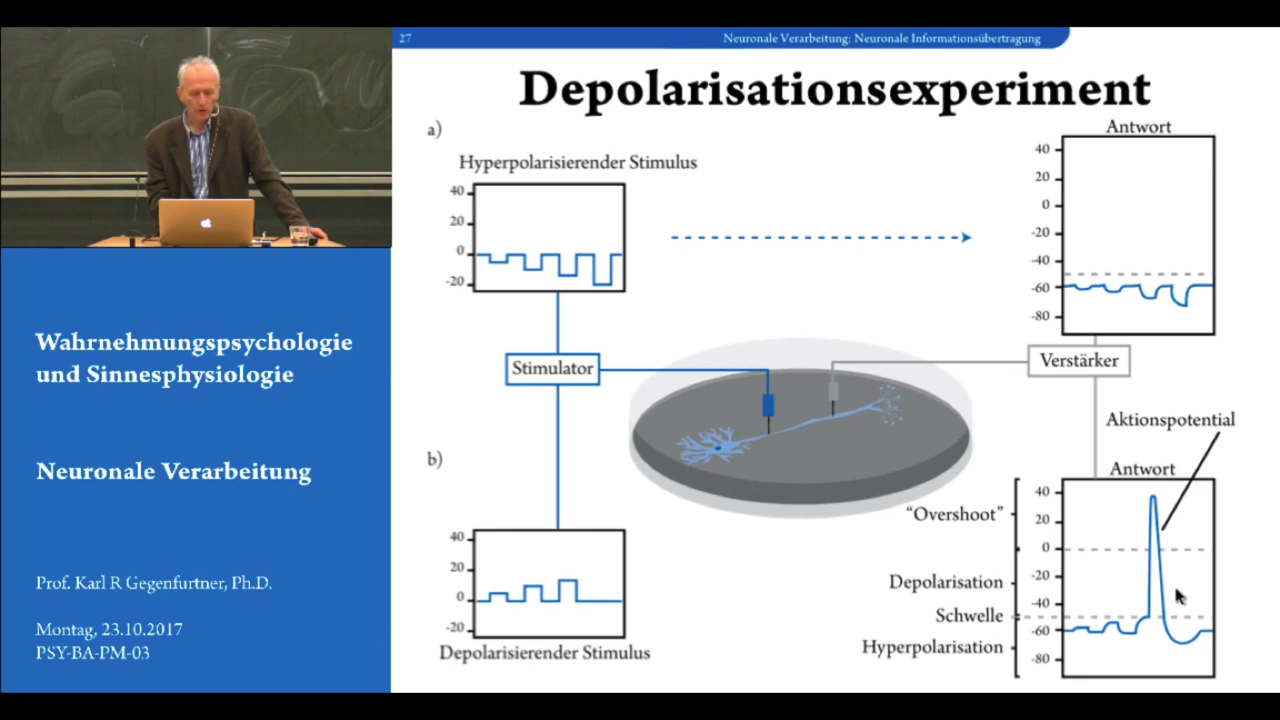 27
Neuronale Verarbeitung: Neuronale Informationsübertragung
Depolarisationsexperiment
a)
Hyperpolarisierender Stimulus
40
20
0
-20
Antwort
40
20
0
-20
-40
-60
-80
Stimulator
Verstärker
Aktionspotential
b)
40
20
0
-20
Depolarisierender Stimulus
Antwort
40
20
0
-20
-40
-60
-80
“Overshoot”
Depolarisation
Schwelle
Hyperpolarisation
Wahrnehmungspsychologie
und Sinnesphysiologie
Neuronale Verarbeitung
Prof. Karl R Gegenfurtner, Ph.D.
Montag, 23.10.2017
PSY-BA-PM-03